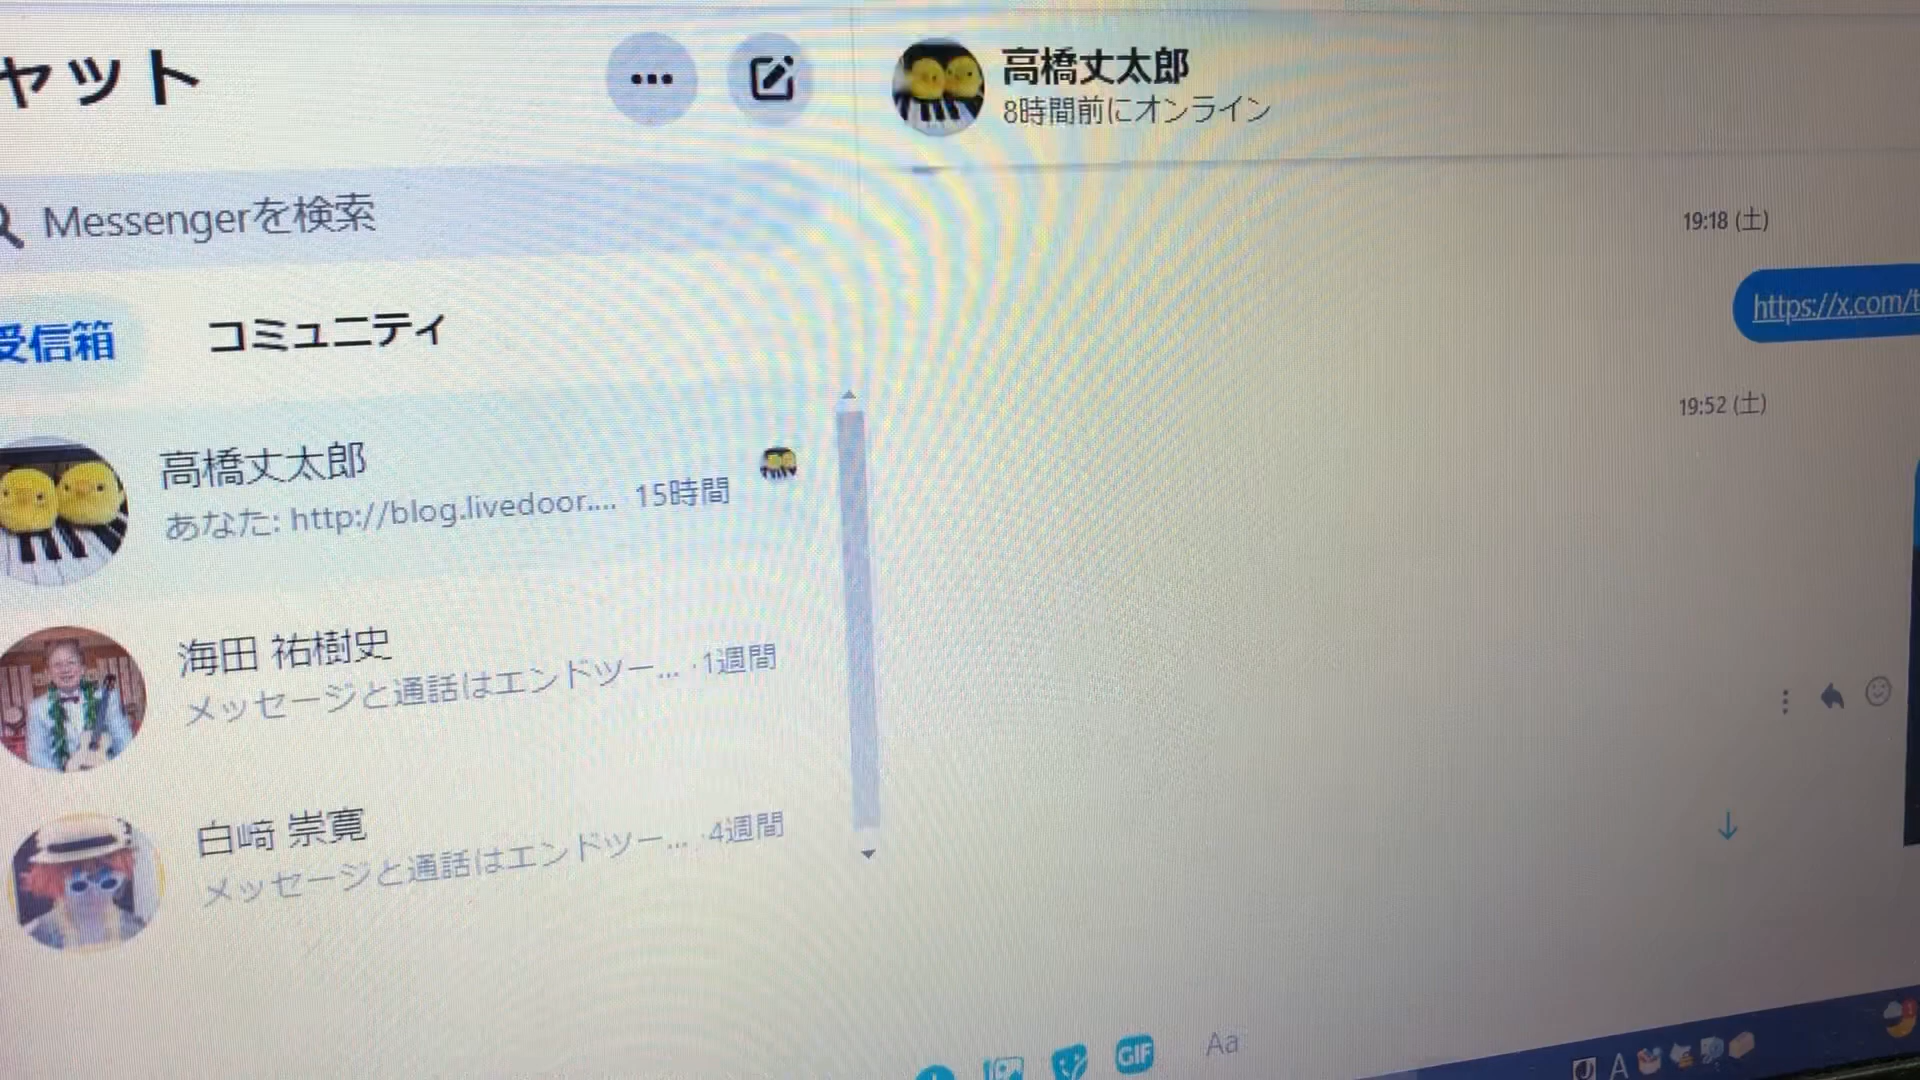 ャット
高橋丈太郎
8時間前にオンライン
Messengerを検索
19:18 (土)
https://x.com/t
受信箱
コミュニティ
19:52 (土)
高橋丈太郎
あなた: http://blog.livedoor.... · 15時間
海田 祐樹史
メッセージと通話はエンドツー... · 1週間
白﨑 崇寛
メッセージと通話はエンドツー... · 4週間
GIF
Aa
J A